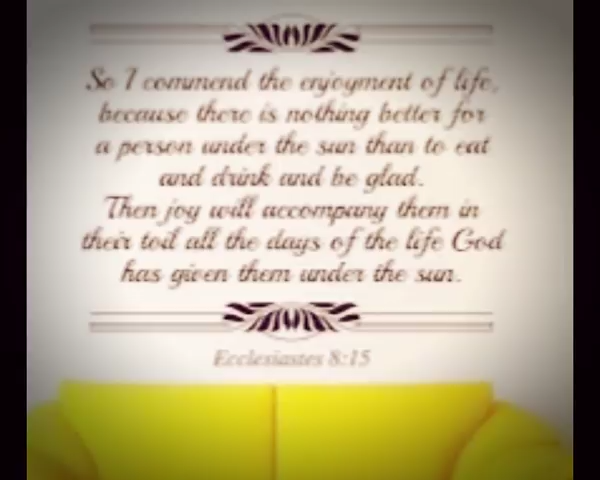 So I commend the enjoyment of life,
because there is nothing better for
a person under the sun than to eat
and drink and be glad.
Then joy will accompany them in
their toil all the days of the life God
has given them under the sun.
Ecclesiastes 8:15